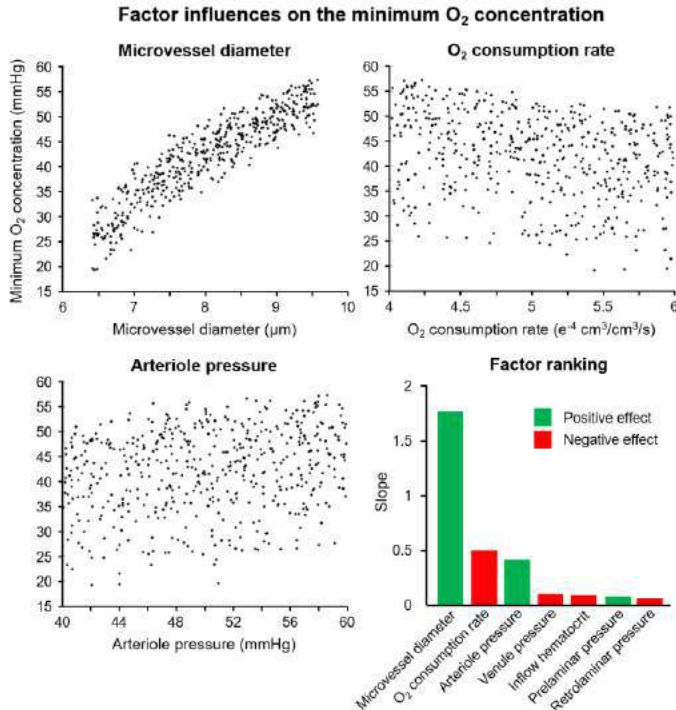 Factor influences on the minimum O₂ concentration
Microvessel diameter
Minimum O₂ concentration (mmHg)
60
55
50
45
40
35
30
25
20
15
6
7
8
9
10
Microvessel diameter (μm)
O₂ consumption rate
60
55
50
45
40
35
30
25
20
15
4
4.5
5
5.5
6
O₂ consumption rate (e⁻⁴ cm³/cm³/s)
Arteriole pressure
60
55
50
45
40
35
30
25
20
15
40
44
48
52
56
60
Arteriole pressure (mmHg)
Factor ranking
Slope
2
1.5
1
0.5
0
Positive effect
Negative effect
Microvessel diameter
O₂ consumption rate
Arteriole pressure
Venule pressure
Inflow hematocrit
Prelaminar pressure
Retrolaminar pressure